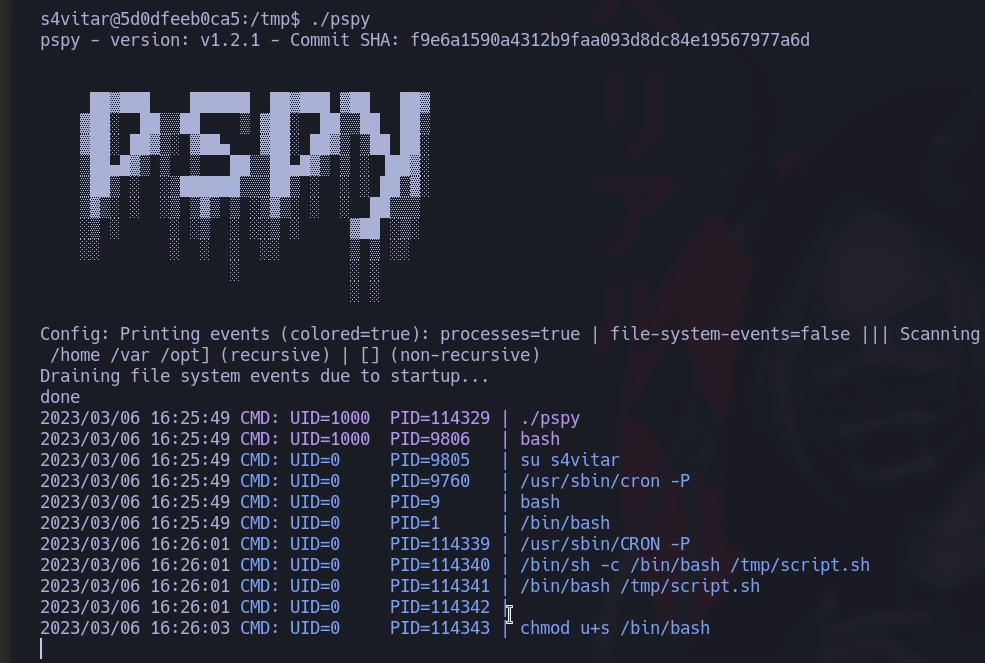 s4vitar@5d0dfeeb0ca5:/tmp$ ./pspy
pspy - version: v1.2.1 - Commit SHA: f9e6a1590a4312b9faa093d8dc84e19567977a6d
PSPY
Config: Printing events (colored=true): processes=true | file-system-events=false ||| Scanning
/home /var /opt] (recursive) | [] (non-recursive)
Draining file system events due to startup...
done
2023/03/06 16:25:49 CMD: UID=1000  PID=114329 | ./pspy
2023/03/06 16:25:49 CMD: UID=1000  PID=9806   | bash
2023/03/06 16:25:49 CMD: UID=0     PID=9805   | su s4vitar
2023/03/06 16:25:49 CMD: UID=0     PID=9760   | /usr/sbin/cron -P
2023/03/06 16:25:49 CMD: UID=0     PID=9      | bash
2023/03/06 16:25:49 CMD: UID=0     PID=1      | /bin/bash
2023/03/06 16:26:01 CMD: UID=0     PID=114339 | /usr/sbin/CRON -P
2023/03/06 16:26:01 CMD: UID=0     PID=114340 | /bin/sh -c /bin/bash /tmp/script.sh
2023/03/06 16:26:01 CMD: UID=0     PID=114341 | /bin/bash /tmp/script.sh
2023/03/06 16:26:01 CMD: UID=0     PID=114342 |
2023/03/06 16:26:03 CMD: UID=0     PID=114343 | chmod u+s /bin/bash